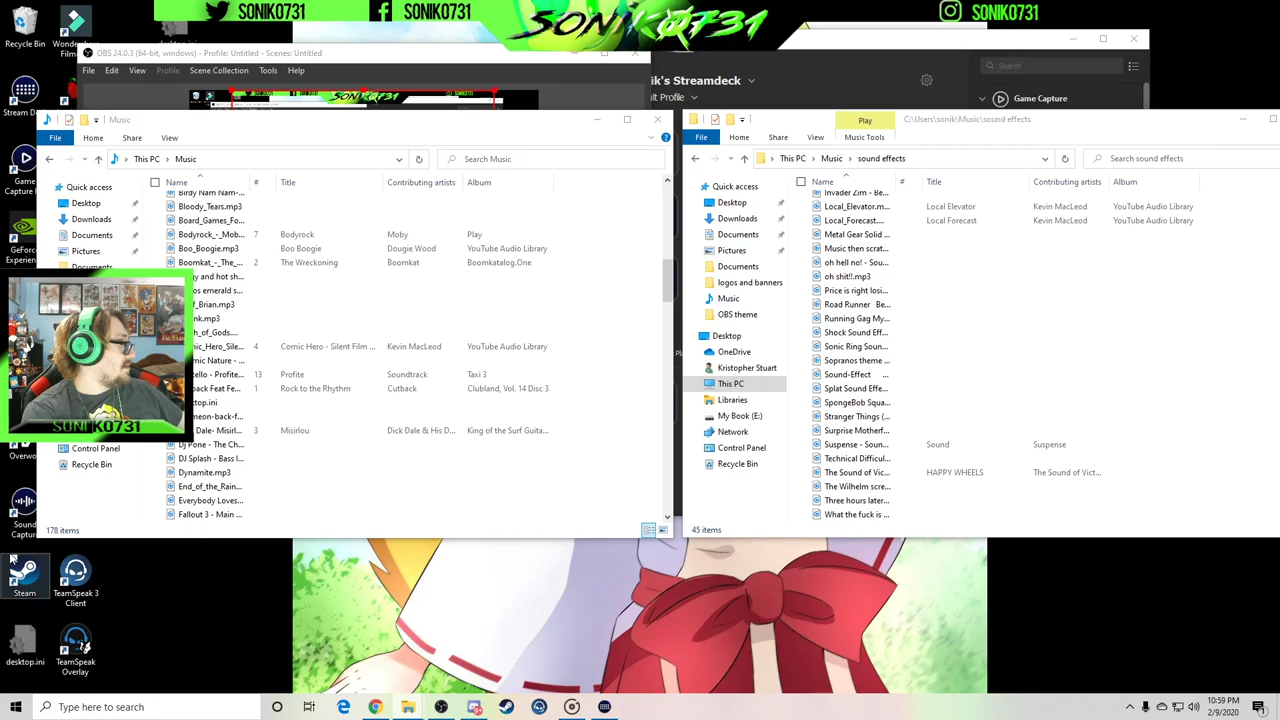 SONIK0731
SONIK0731
SONIK0731
SONIK0731
Recycle Bin
desktop.ini
OBS 24.0.3 (64-bit, windows) - Profile: Untitled - Scenes: Untitled
File Edit View Profile Scene Collection Tools Help
Search
Game Capture
Music
File Home Share View
This PC Music
Search Music
Quick access
Desktop
Downloads
Documents
Pictures
Control Panel
Recycle Bin
Name # Title Contributing artists Album
Birdy Nam Nam-...
Bloody_Tears.mp3
Board_Games_Fo...
Bodyrock_-_Mob... 7 Bodyrock Moby Play
Boo_Boogie.mp3 Boo Boogie Dougie Wood YouTube Audio Library
Boomkat_-_The_... 2 The Wreckoning Boomkat Boomkatalog.One
4 Comic Hero - Silent Film ... Kevin MacLeod YouTube Audio Library
13 Profite Soundtrack Taxi 3
1 Rock to the Rhythm Cutback Clubland, Vol. 14 Disc 3
3 Misirlou Dick Dale & His D... King of the Surf Guita...
Dj Pone - The Ch...
DJ Splash - Bass I...
Dynamite.mp3
End_of_the_Rain...
Everybody Loves...
Fallout 3 - Main ...
178 items
Play
C:\Users\sonik\Music\sound effects
File Home Share View Music Tools
This PC Music sound effects
Search sound effects
Quick access
Desktop
Downloads
Documents
Pictures
Documents
logos and banners
Music
OBS theme
Desktop
OneDrive
Kristopher Stuart
This PC
Libraries
My Book (E:)
Network
Control Panel
Recycle Bin
Name # Title Contributing artists Album
Invader Zim - Be...
Local_Elevator.m... Local Elevator Kevin MacLeod YouTube Audio Library
Local_Forecast.... Local Forecast Kevin MacLeod YouTube Audio Library
Metal Gear Solid ...
Music then scrat...
oh hell no! - Sou...
oh shit!!.mp3
Price is right losi...
Road Runner Be...
Running Gag My...
Shock Sound Eff...
Sonic Ring Soun...
Sopranos theme ...
Sound-Effect ...
Splat Sound Effe...
SpongeBob Squa...
Stranger Things (...
Surprise Motherf...
Suspense - Soun... Sound Suspense
Technical Difficul...
The Sound of Vic... HAPPY WHEELS The Sound of Vict...
The Wilhelm scre...
Three hours later...
What the fuck is ...
45 items
SONIK0731
Steam
TeamSpeak 3
Client
desktop.ini
TeamSpeak
Overlay
Type here to search
10:59 PM
2/9/2020